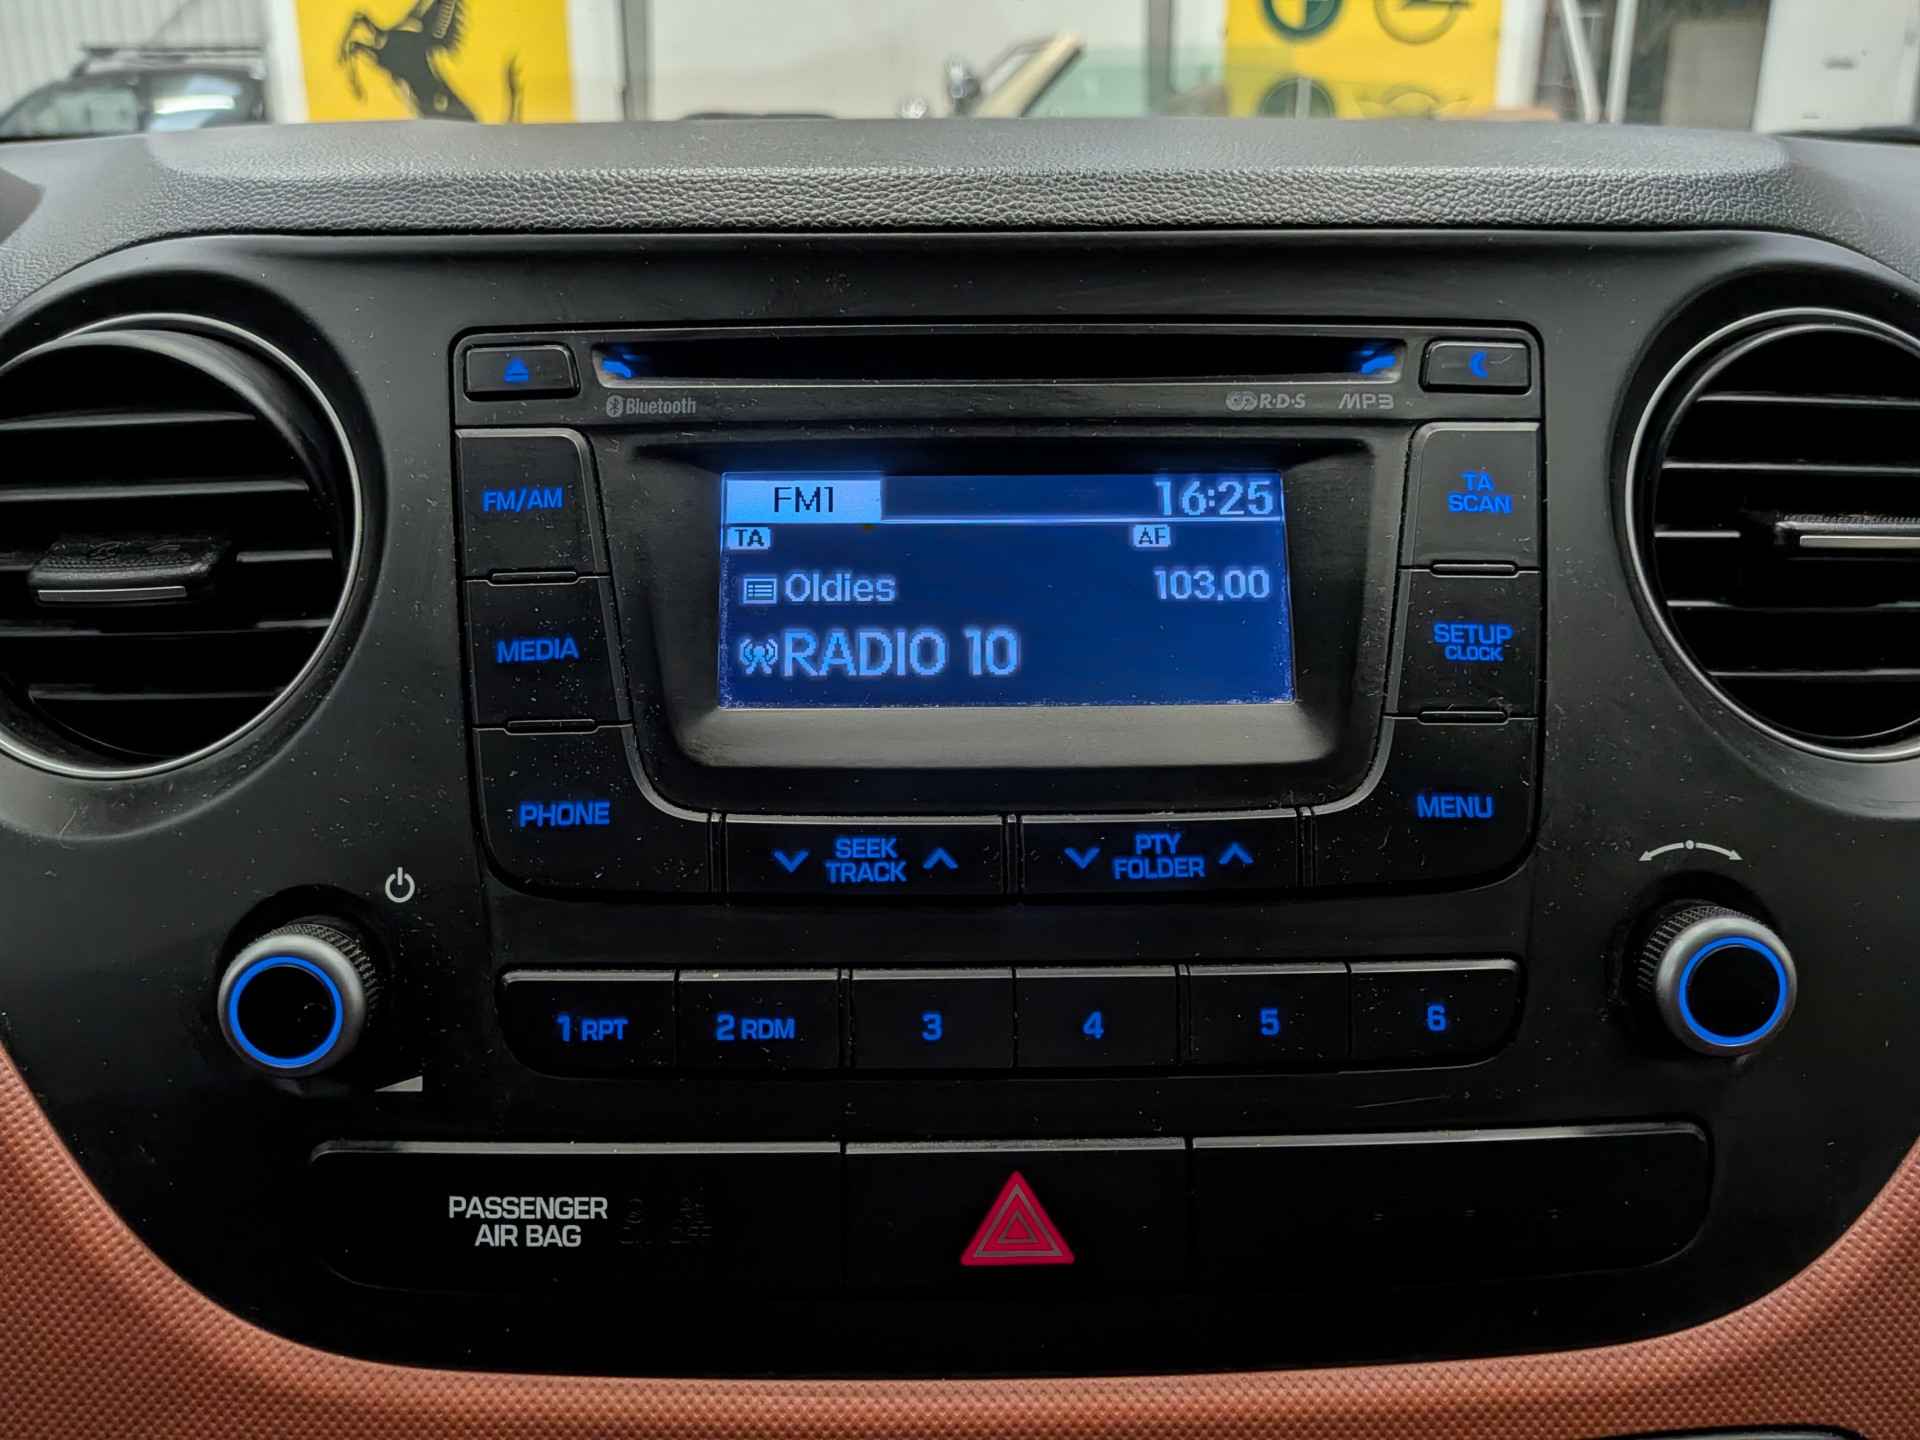 Bluetooth
R·D·S
MP3
FM/AM
MEDIA
PHONE
FM1
16:25
TA
AF
Oldies
103.00
RADIO 10
TA
SCAN
SETUP
CLOCK
MENU
SEEK
TRACK
PTY
FOLDER
1 RPT
2 RDM
3
4
5
6
PASSENGER
AIR BAG